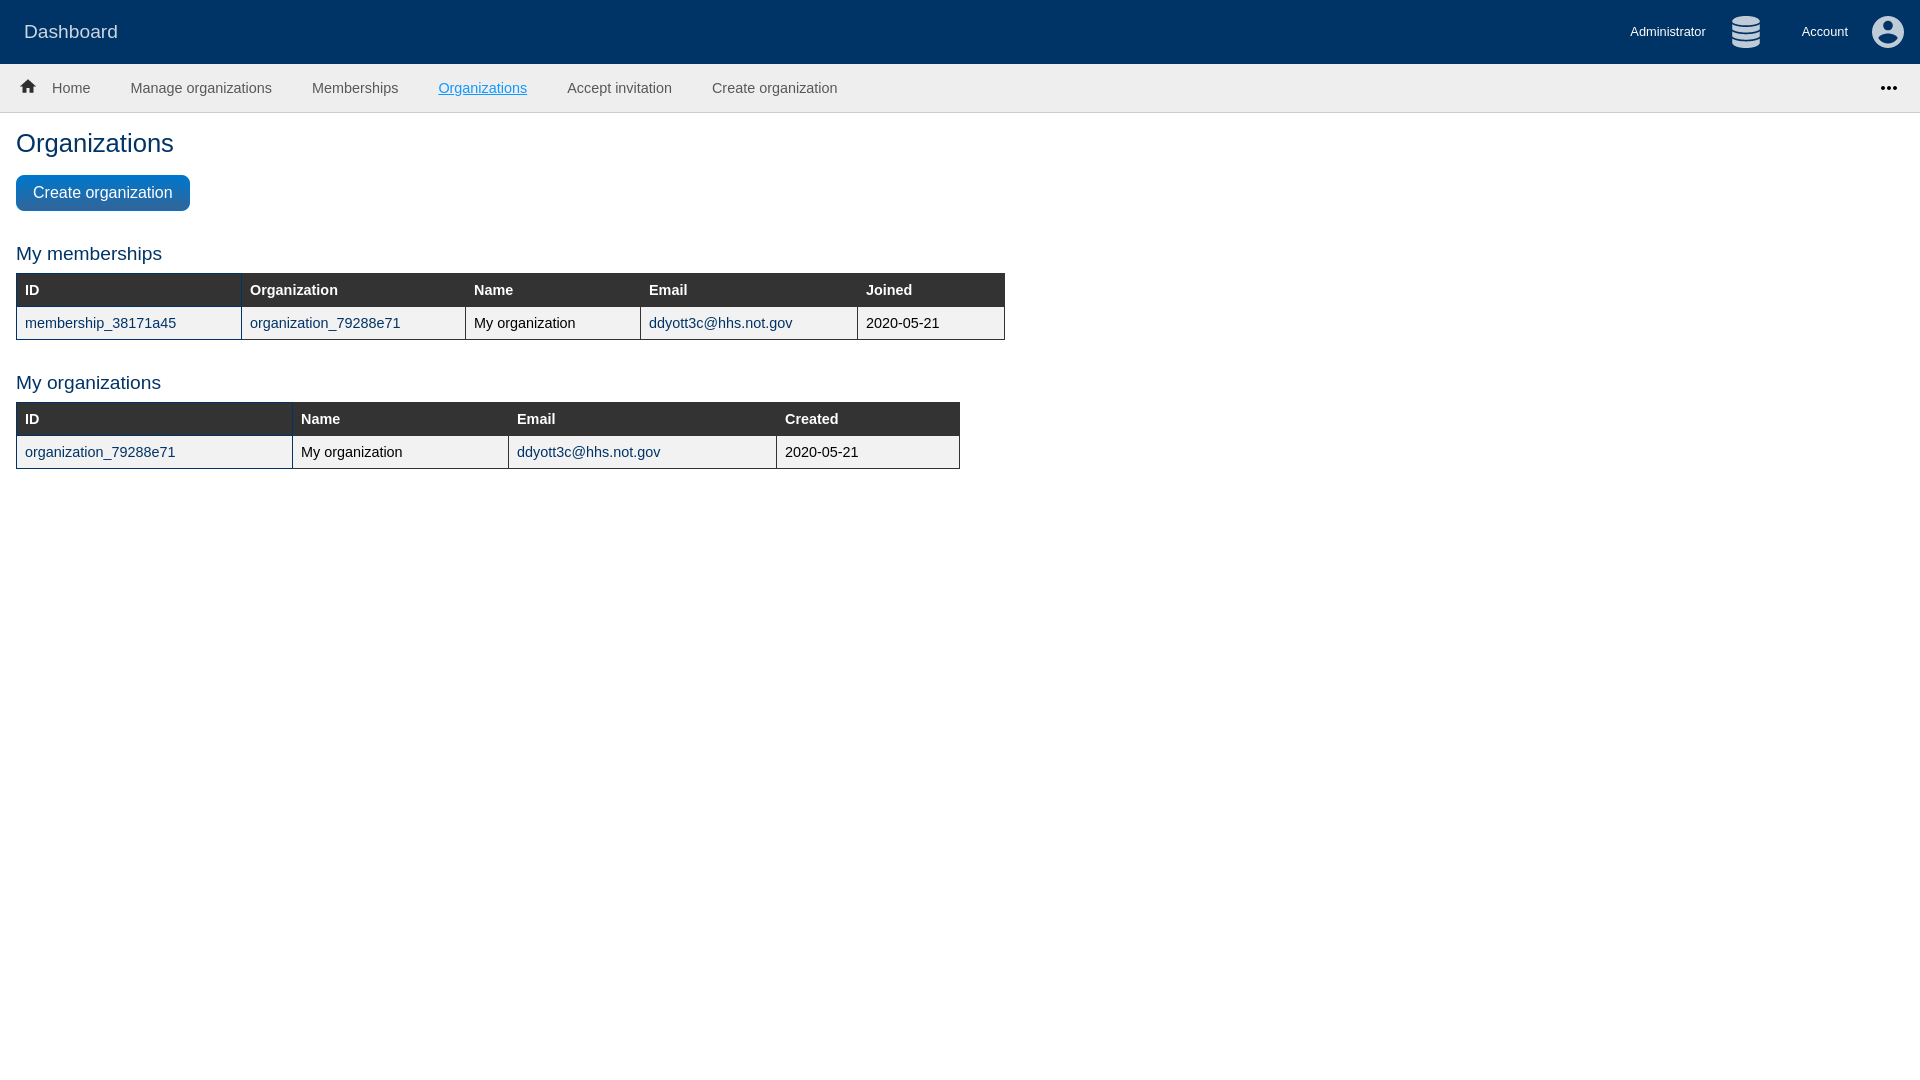 Dashboard
Administrator
Account
Home
Manage organizations
Memberships
Organizations
Accept invitation
Create organization
Organizations
Create organization
My memberships
ID Organization Name Email Joined
membership_38171a45 organization_79288e71 My organization ddyott3c@hhs.not.gov 2020-05-21
My organizations
ID Name Email Created
organization_79288e71 My organization ddyott3c@hhs.not.gov 2020-05-21